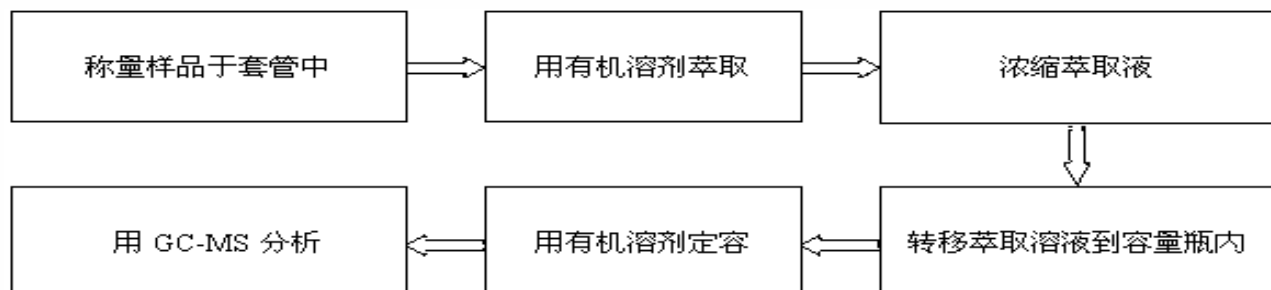 称量样品于套管中
用有机溶剂萃取
浓缩萃取液
转移萃取溶液到容量瓶内
用有机溶剂定容
用 GC-MS 分析